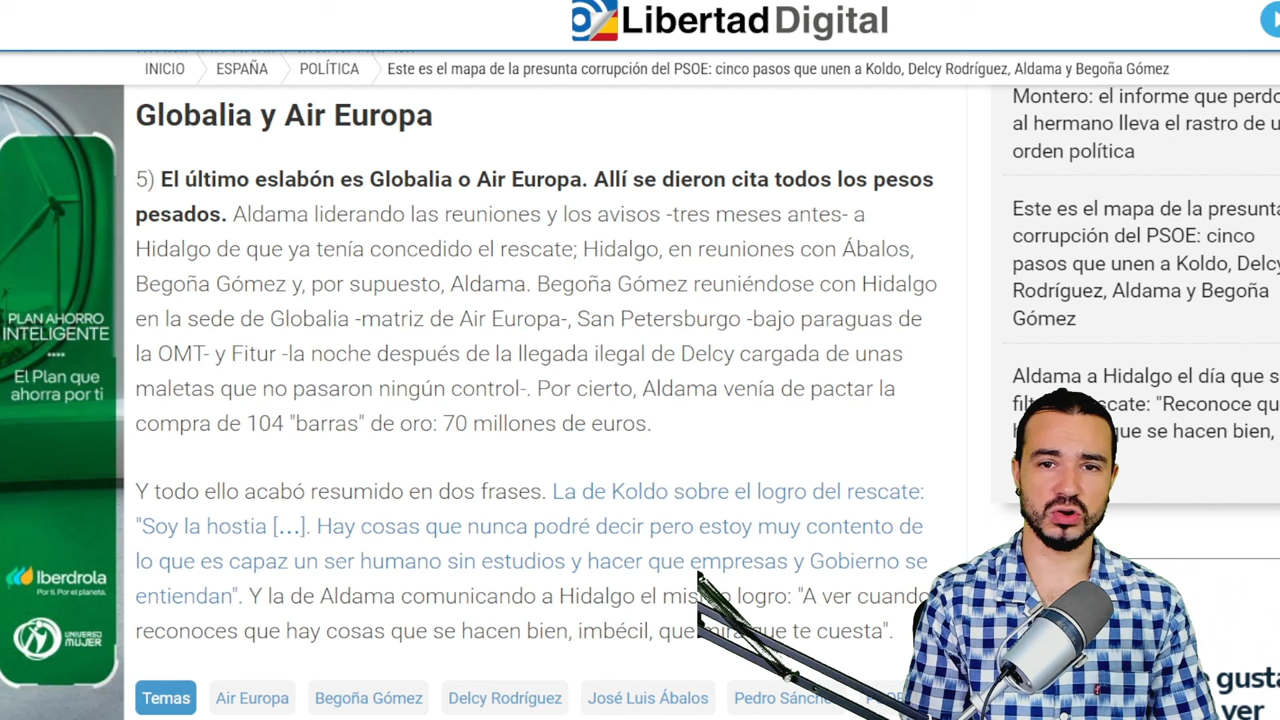 Libertad Digital
INICIO ESPAÑA POLÍTICA Este es el mapa de la presunta corrupción del PSOE: cinco pasos que unen a Koldo, Delcy Rodríguez, Aldama y Begoña Gómez
Globalia y Air Europa
5) El último eslabón es Globalia o Air Europa. Allí se dieron cita todos los pesos
pesados. Aldama liderando las reuniones y los avisos -tres meses antes- a
Hidalgo de que ya tenía concedido el rescate; Hidalgo, en reuniones con Ábalos,
Begoña Gómez y, por supuesto, Aldama. Begoña Gómez reuniéndose con Hidalgo
en la sede de Globalia -matriz de Air Europa-, San Petersburgo -bajo paraguas de
la OMT- y Fitur -la noche después de la llegada ilegal de Delcy cargada de unas
maletas que no pasaron ningún control-. Por cierto, Aldama venía de pactar la
compra de 104 "barras" de oro: 70 millones de euros.
Y todo ello acabó resumido en dos frases. La de Koldo sobre el logro del rescate:
"Soy la hostia [...]. Hay cosas que nunca podré decir pero estoy muy contento de
lo que es capaz un ser humano sin estudios y hacer que empresas y Gobierno se
entiendan". Y la de Aldama comunicando a Hidalgo el mismo logro: "A ver cuando
reconoces que hay cosas que se hacen bien, imbécil, que mira que te cuesta".
Temas Air Europa Begoña Gómez Delcy Rodríguez José Luis Ábalos Pedro
Montero: el informe que
al hermano lleva el rastro de
orden política
Este es el mapa de la
corrupción del PSOE: cinco
pasos que unen a Koldo,
Rodríguez, Aldama y Begoña
Gómez
Aldama a Hidalgo el día que
"Reconoce
que se hacen bien,
ver
PLAN AHORRO
INTELIGENTE
El Plan que
ahorra por ti
Iberdrola
Por ti. Por el planeta.
UNIVERSO
MUJER